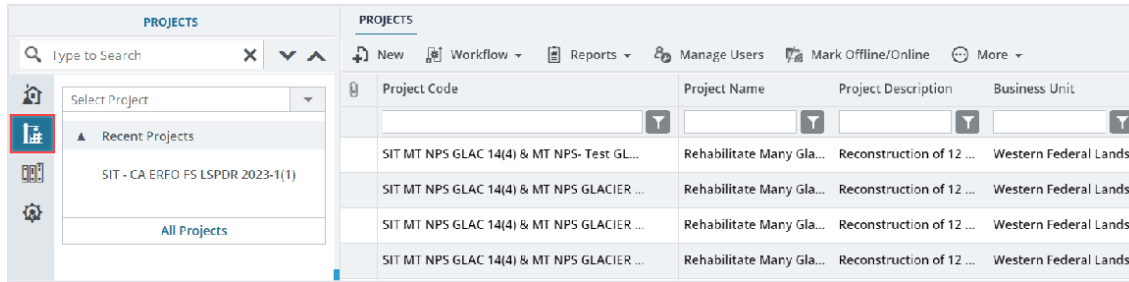 PROJECTS
Type to Search
Select Project
Recent Projects
SIT - CA ERFO FS LSPDR 2023-1(1)
All Projects
PROJECTS
New Workflow Reports Manage Users Mark Offline/Online More
Project Code Project Name Project Description Business Unit
SIT MT NPS GLAC 14(4) & MT NPS- Test GL... Rehabilitate Many Gla... Reconstruction of 12 ... Western Federal Lands
SIT MT NPS GLAC 14(4) & MT NPS GLACIER ... Rehabilitate Many Gla... Reconstruction of 12 ... Western Federal Lands
SIT MT NPS GLAC 14(4) & MT NPS GLACIER ... Rehabilitate Many Gla... Reconstruction of 12 ... Western Federal Lands
SIT MT NPS GLAC 14(4) & MT NPS GLACIER ... Rehabilitate Many Gla... Reconstruction of 12 ... Western Federal Lands